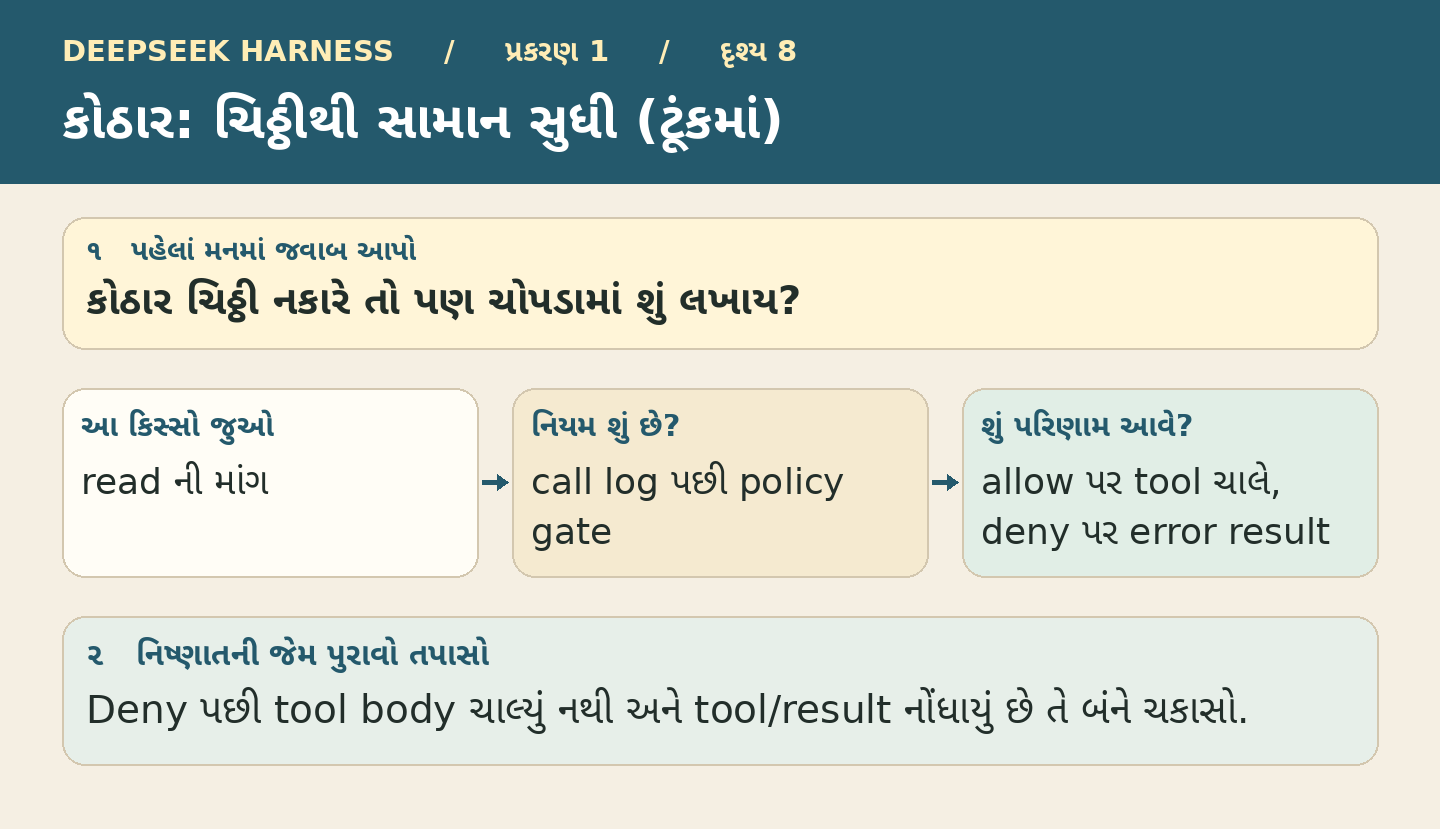 DEEPSEEK HARNESS / પ્રકરણ 1 / દૃશ્ય 8
કોઠાર: ચિઠ્ઠીથી સામાન સુધી (ટૂંકમાં)
૧ પહેલાં મનમાં જવાબ આપો
કોઠાર ચિઠ્ઠી નકારે તો પણ ચોપડામાં શું લખાય?
આ કિસ્સો જુઓ
read ની માંગ
નિયમ શું છે?
call log પછી policy
gate
શું પરિણામ આવે?
allow પર tool ચાલે,
deny પર error result
૨ નિષ્ણાતની જેમ પુરાવો તપાસો
Deny પછી tool body ચાલ્યું નથી અને tool/result નોંધાયું છે તે બંને ચકાસો.